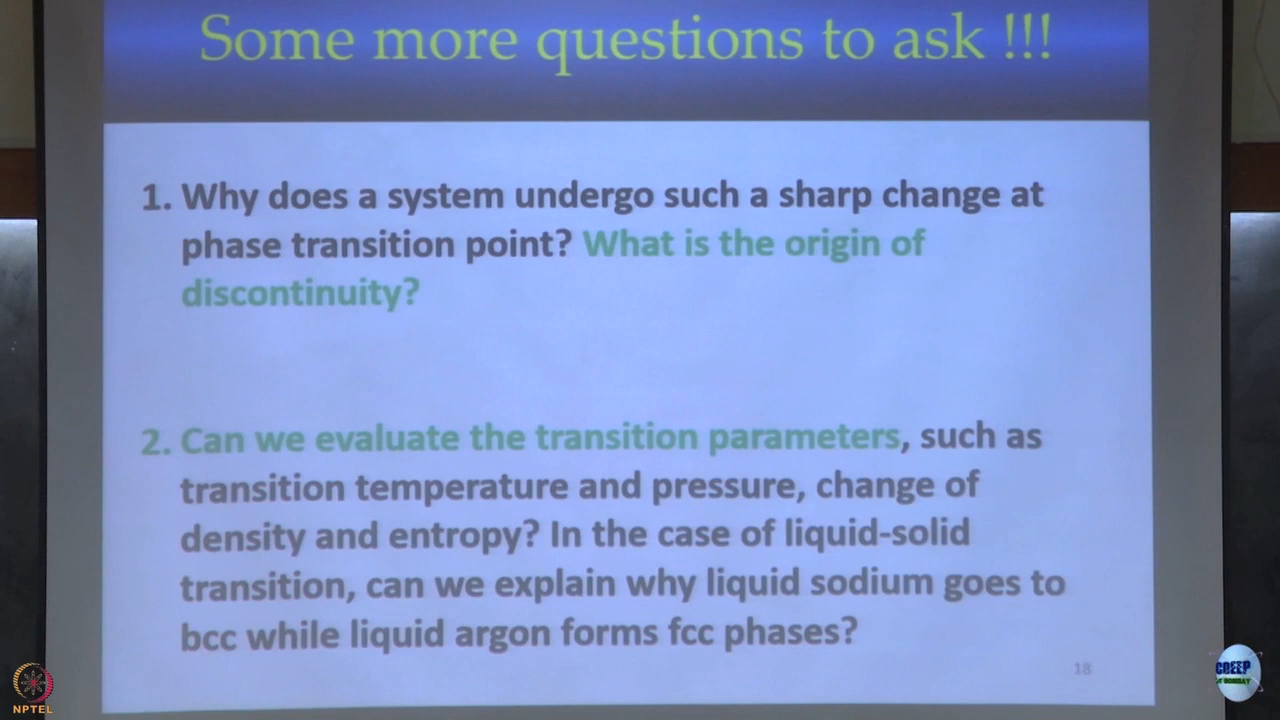 Some more questions to ask !!!
1. Why does a system undergo such a sharp change at
phase transition point? What is the origin of
discontinuity?
2. Can we evaluate the transition parameters, such as
transition temperature and pressure, change of
density and entropy? In the case of liquid-solid
transition, can we explain why liquid sodium goes to
bcc while liquid argon forms fcc phases?
18
NPTEL
CDEEP
IIT BOMBAY